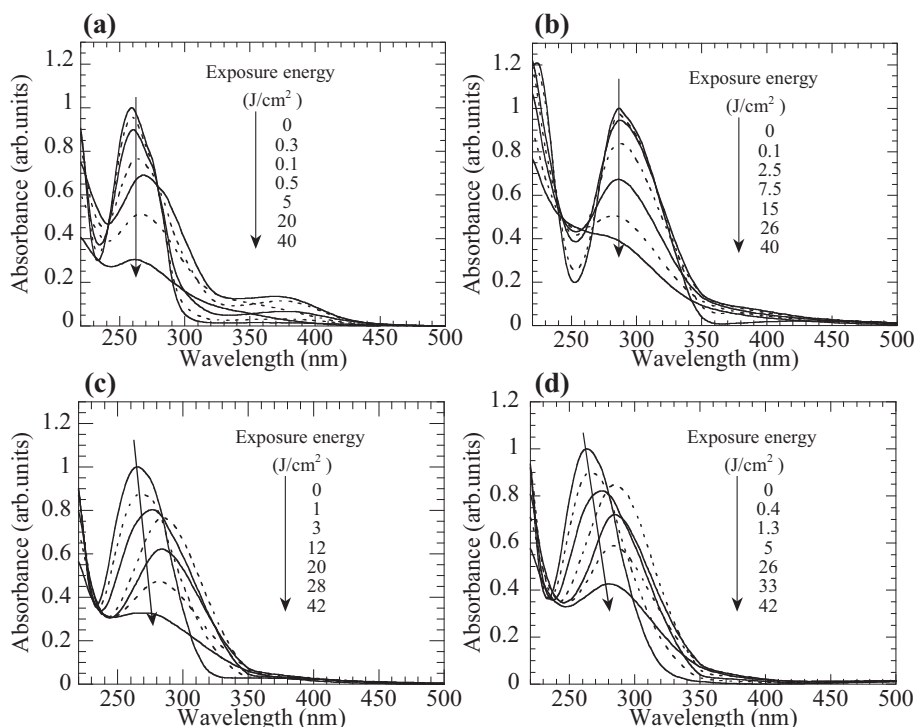 (a)
Absorbance (arb.units)
1.2
1
0.8
0.6
0.4
0.2
0
Exposure energy
(J/cm² )
0
0.3
0.1
0.5
5
20
40
250 300 350 400 450 500
Wavelength (nm)
(b)
Absorbance (arb.units)
1.2
1
0.8
0.6
0.4
0.2
0
Exposure energy
(J/cm²)
0
0.1
2.5
7.5
15
26
40
250 300 350 400 450 500
Wavelength (nm)
(c)
Absorbance (arb.units)
1.2
1
0.8
0.6
0.4
0.2
0
Exposure energy
(J/cm²)
0
1
3
12
20
28
42
250 300 350 400 450 500
Wavelength (nm)
(d)
Absorbance (arb.units)
1.2
1
0.8
0.6
0.4
0.2
0
Exposure energy
(J/cm²)
0
0.4
1.3
5
26
33
42
250 300 350 400 450 500
Wavelength (nm)